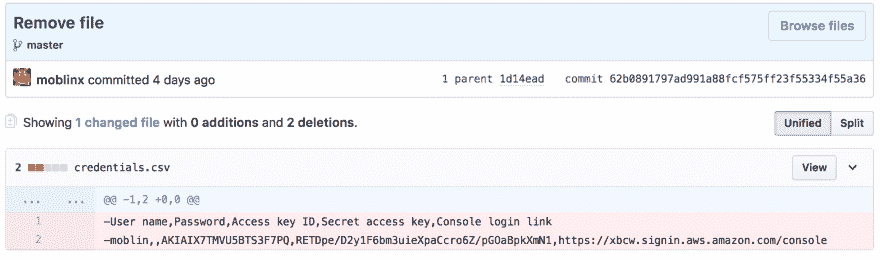 Remove file
master
Browse files
moblinx committed 4 days ago
1 parent 1d14ead commit 62b0891797ad991a88fcf575ff23f55334f55a36
Showing 1 changed file with 0 additions and 2 deletions.
Unified Split
2 credentials.csv
View
... ... @@ -1,2 +0,0 @@
1 -User name,Password,Access key ID,Secret access key,Console login link
2 -moblin,,AKIAIX7TMVU5BTS3F7PQ,RETDpe/D2y1F6bm3uieXpaCcro6Z/pGOaBpkXmN1,https://xbcw.signin.aws.amazon.com/console